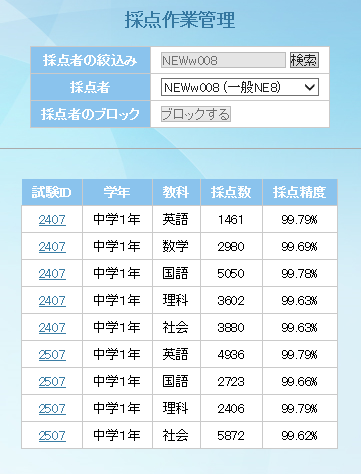 採点作業管理
採点者の絞込み NEWw008 検索
採点者 NEWw008 (一般NE8)
採点者のブロック ブロックする
試験ID 学年 教科 採点数 採点精度
2407 中学1年 英語 1461 99.79%
2407 中学1年 数学 2980 99.69%
2407 中学1年 国語 5050 99.78%
2407 中学1年 理科 3602 99.63%
2407 中学1年 社会 3880 99.63%
2507 中学1年 英語 4936 99.79%
2507 中学1年 国語 2723 99.66%
2507 中学1年 理科 2406 99.79%
2507 中学1年 社会 5872 99.62%